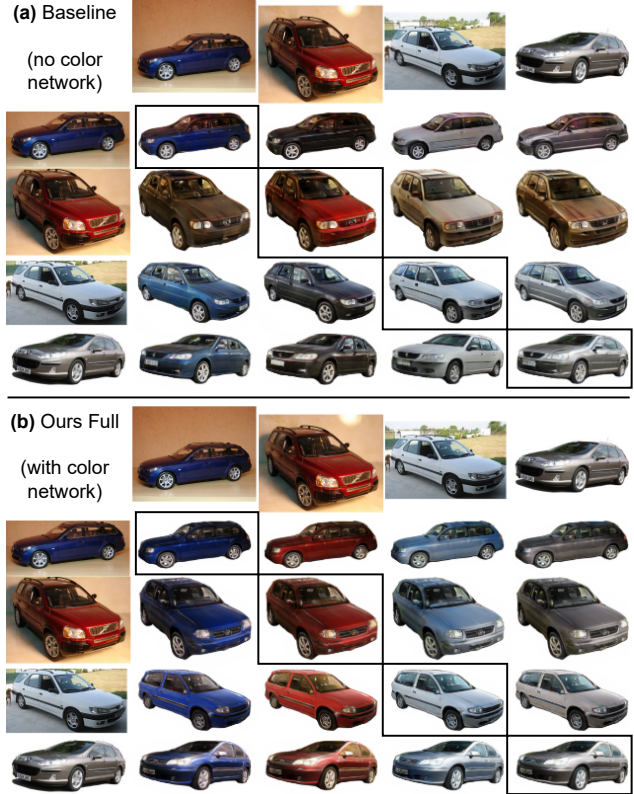 (a) Baseline
(no color
network)
(b) Ours Full
(with color
network)